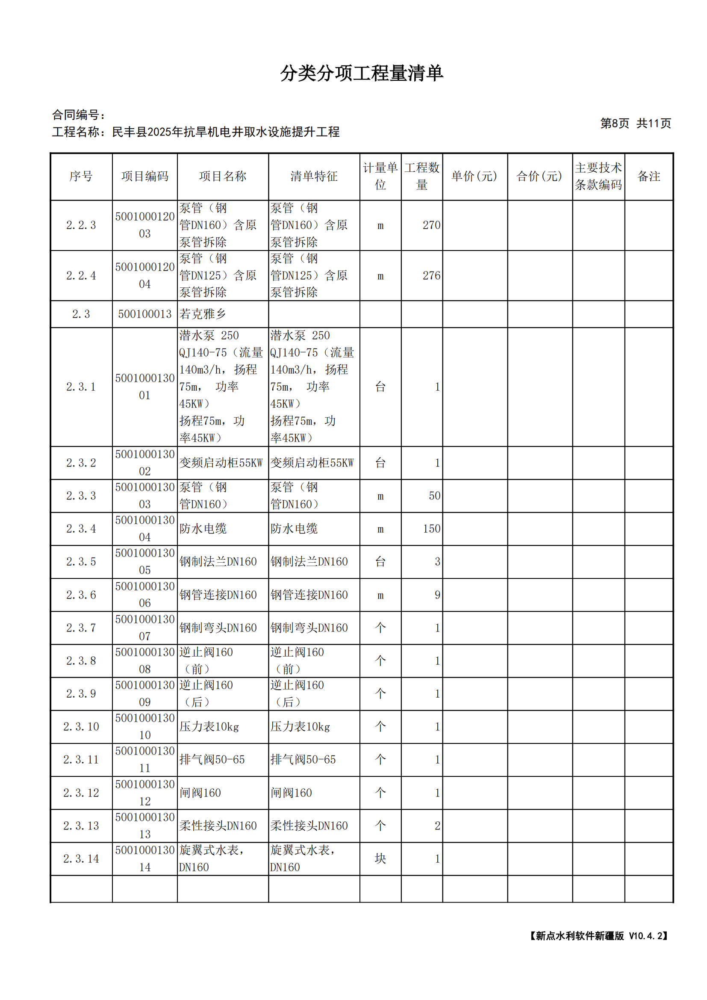 分类分项工程量清单
合同编号：
工程名称：民丰县2025年抗旱机电井取水设施提升工程
第8页 共11页
序号 项目编码 项目名称 清单特征 计量单位 工程数量 单价(元) 合价(元) 主要技术条款编码 备注
2.2.3 50010001203 泵管（钢管DN160）含原泵管拆除 泵管（钢管DN160）含原泵管拆除 m 270
2.2.4 50010001204 泵管（钢管DN125）含原泵管拆除 泵管（钢管DN125）含原泵管拆除 m 276
2.3 500100013 若克雅乡
2.3.1 500100013001 潜水泵 250QJ140-75（流量140m3/h，扬程75m， 功率45KW）扬程75m，功率45KW） 潜水泵 250QJ140-75（流量140m3/h，扬程75m， 功率45KW）扬程75m，功率45KW） 台 1
2.3.2 500100013002 变频启动柜55KW 变频启动柜55KW 台 1
2.3.3 500100013003 泵管（钢管DN160） 泵管（钢管DN160） m 50
2.3.4 500100013004 防水电缆 防水电缆 m 150
2.3.5 500100013005 钢制法兰DN160 钢制法兰DN160 台 3
2.3.6 500100013006 钢管连接DN160 钢管连接DN160 m 9
2.3.7 500100013007 钢制弯头DN160 钢制弯头DN160 个 1
2.3.8 500100013008 逆止阀160（前） 逆止阀160（前） 个 1
2.3.9 500100013009 逆止阀160（后） 逆止阀160（后） 个 1
2.3.10 500100013010 压力表10kg 压力表10kg 个 1
2.3.11 500100013011 排气阀50-65 排气阀50-65 个 1
2.3.12 500100013012 闸阀160 闸阀160 个 1
2.3.13 500100013013 柔性接头DN160 柔性接头DN160 个 2
2.3.14 500100013014 旋翼式水表，DN160 旋翼式水表，DN160 块 1
【新点水利软件新疆版 V10.4.2】